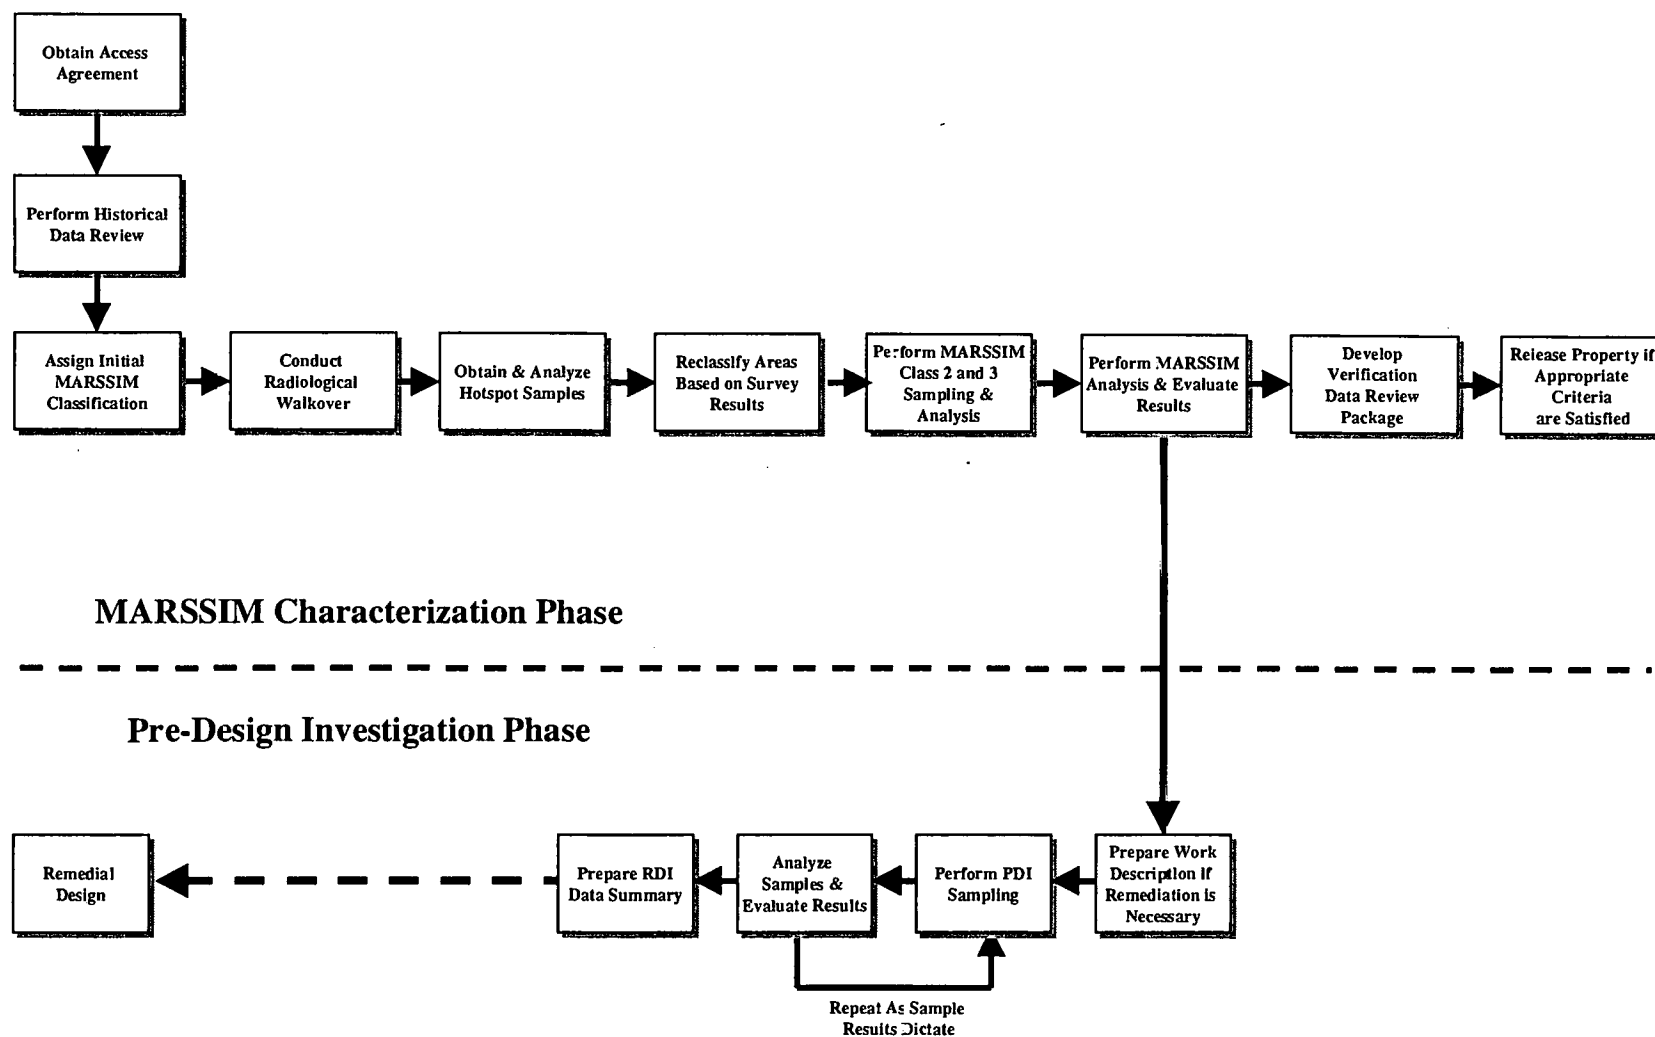 Obtain Access
Agreement
Perform Historical
Data Review
Assign Initial
MARSSIM
Classification
Conduct
Radiological
Walkover
Obtain & Analyze
Hotspot Samples
Reclassify Areas
Based on Survey
Results
Perform MARSSIM
Class 2 and 3
Sampling &
Analysis
Perform MARSSIM
Analysis & Evaluate
Results
Develop
Verification
Data Review
Package
Release Property if
Appropriate
Criteria
are Satisfied
MARSSIM Characterization Phase
Pre-Design Investigation Phase
Remedial
Design
Prepare RDI
Data Summary
Analyze
Samples &
Evaluate Results
Perform PDI
Sampling
Prepare Work
Description if
Remediation is
Necessary
Repeat As Sample
Results Dictate